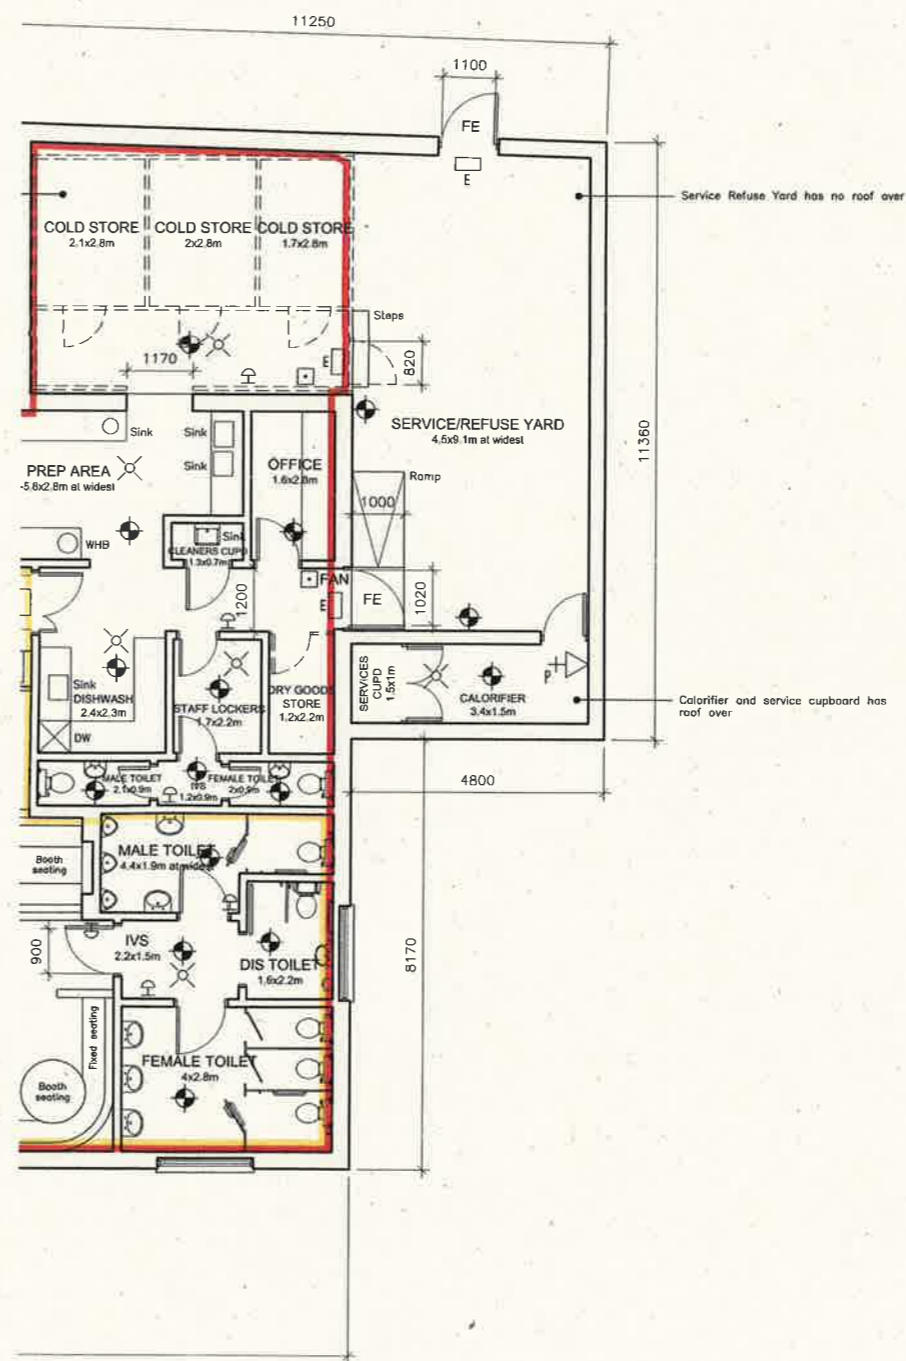 11250
1100
FE
E
Service Refuse Yard has no roof over
COLD STORE
2.1x2.8m
COLD STORE
2x2.8m
COLD STORE
1.7x2.8m
Steps
1170
E
820
11360
Sink
Sink
Sink
SERVICE/REFUSE YARD
4.5x9.1m at widest
PREP AREA
-5.8x2.8m at widest
OFFICE
Ramp
1000
WHB
Sink
CLEANERS CUPD
1.3x0.7m
FAN
1200
E
FE
1020
Sink
DISHWASH
2.4x2.3m
DW
STAFF LOCKERS
1.7x2.2m
DRY GOODS
STORE
1.2x2.2m
SERVICES
CUPD
1.5x1m
CALORIFIER
3.4x1.5m
P
Calorifier and service cupboard has
roof over
MALE TOILET
2.1x0.9m
IVS
1.2x0.9m
FEMALE TOILET
2x0.9m
4800
Booth
seating
MALE TOILET
4.4x1.9m at widest
900
IVS
2.2x1.5m
DIS TOILET
1.6x2.2m
8170
Fixed seating
Booth
seating
FEMALE TOILET
4x2.8m